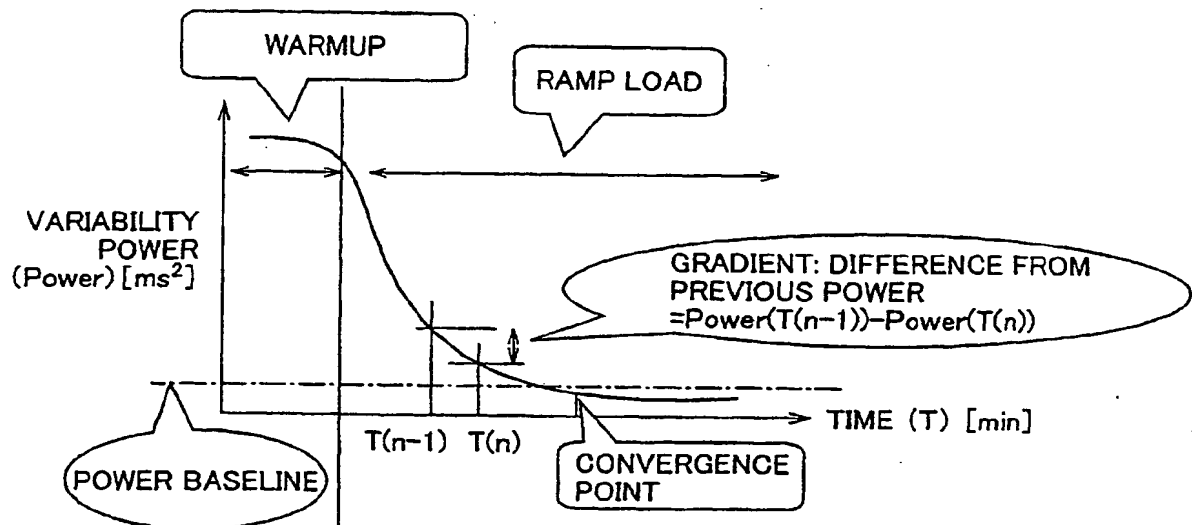 WARMUP
RAMP LOAD
VARIABILITY
POWER
(Power) [ms²]
GRADIENT: DIFFERENCE FROM
PREVIOUS POWER
=Power(T(n-1))-Power(T(n))
TIME (T) [min]
T(n-1) T(n)
POWER BASELINE
CONVERGENCE
POINT